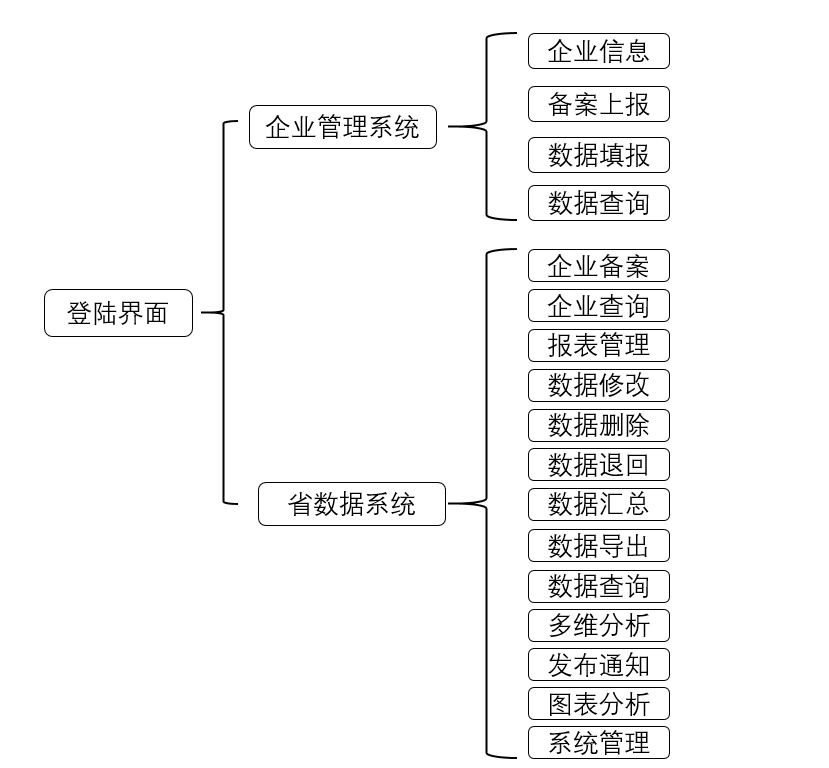 登陆界面
企业管理系统
企业信息
备案上报
数据填报
数据查询
省数据系统
企业备案
企业查询
报表管理
数据修改
数据删除
数据退回
数据汇总
数据导出
数据查询
多维分析
发布通知
图表分析
系统管理